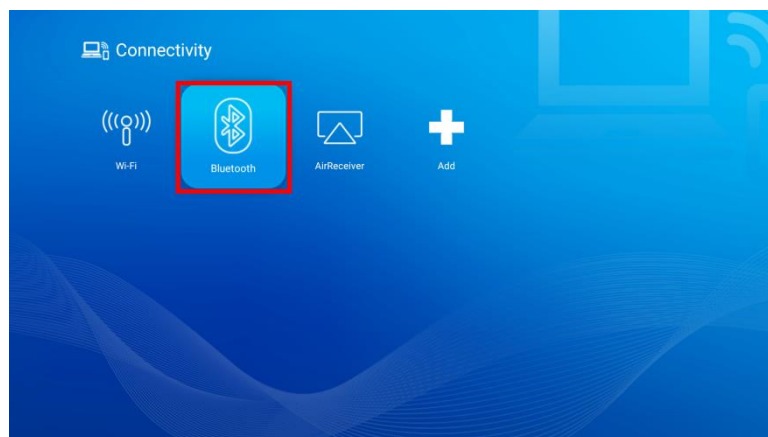 Connectivity
Wi-Fi
Bluetooth
AirReceiver
Add